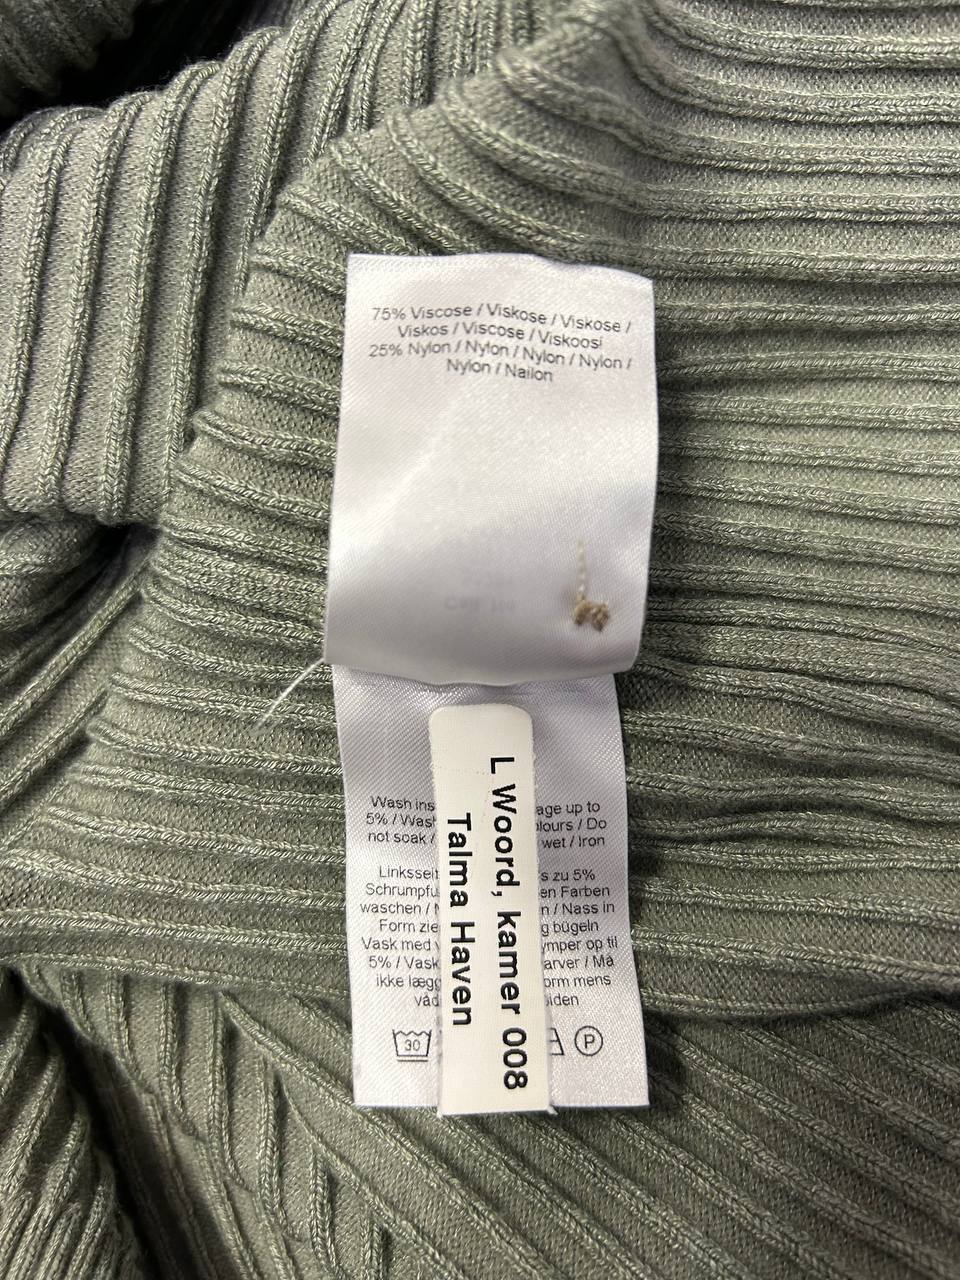 75% Viscose / Viskose / Viskose /
Viskos / Viscose / Viskoosi
25% Nylon / Nylon / Nylon / Nylon /
Nylon / Nailon
L Woord, kamer 008
Talma Haven
Wash ins age up to
5% / Was olours / Do
not soak / wet / Iron
Linksseit s zu 5%
Schrumpfu en Farben
waschen / n / Nass in
Form zie g bügeln
Vask med ymper op til
5% / Vask arver / Må
ikke læg orm mens
våd iden
30 P